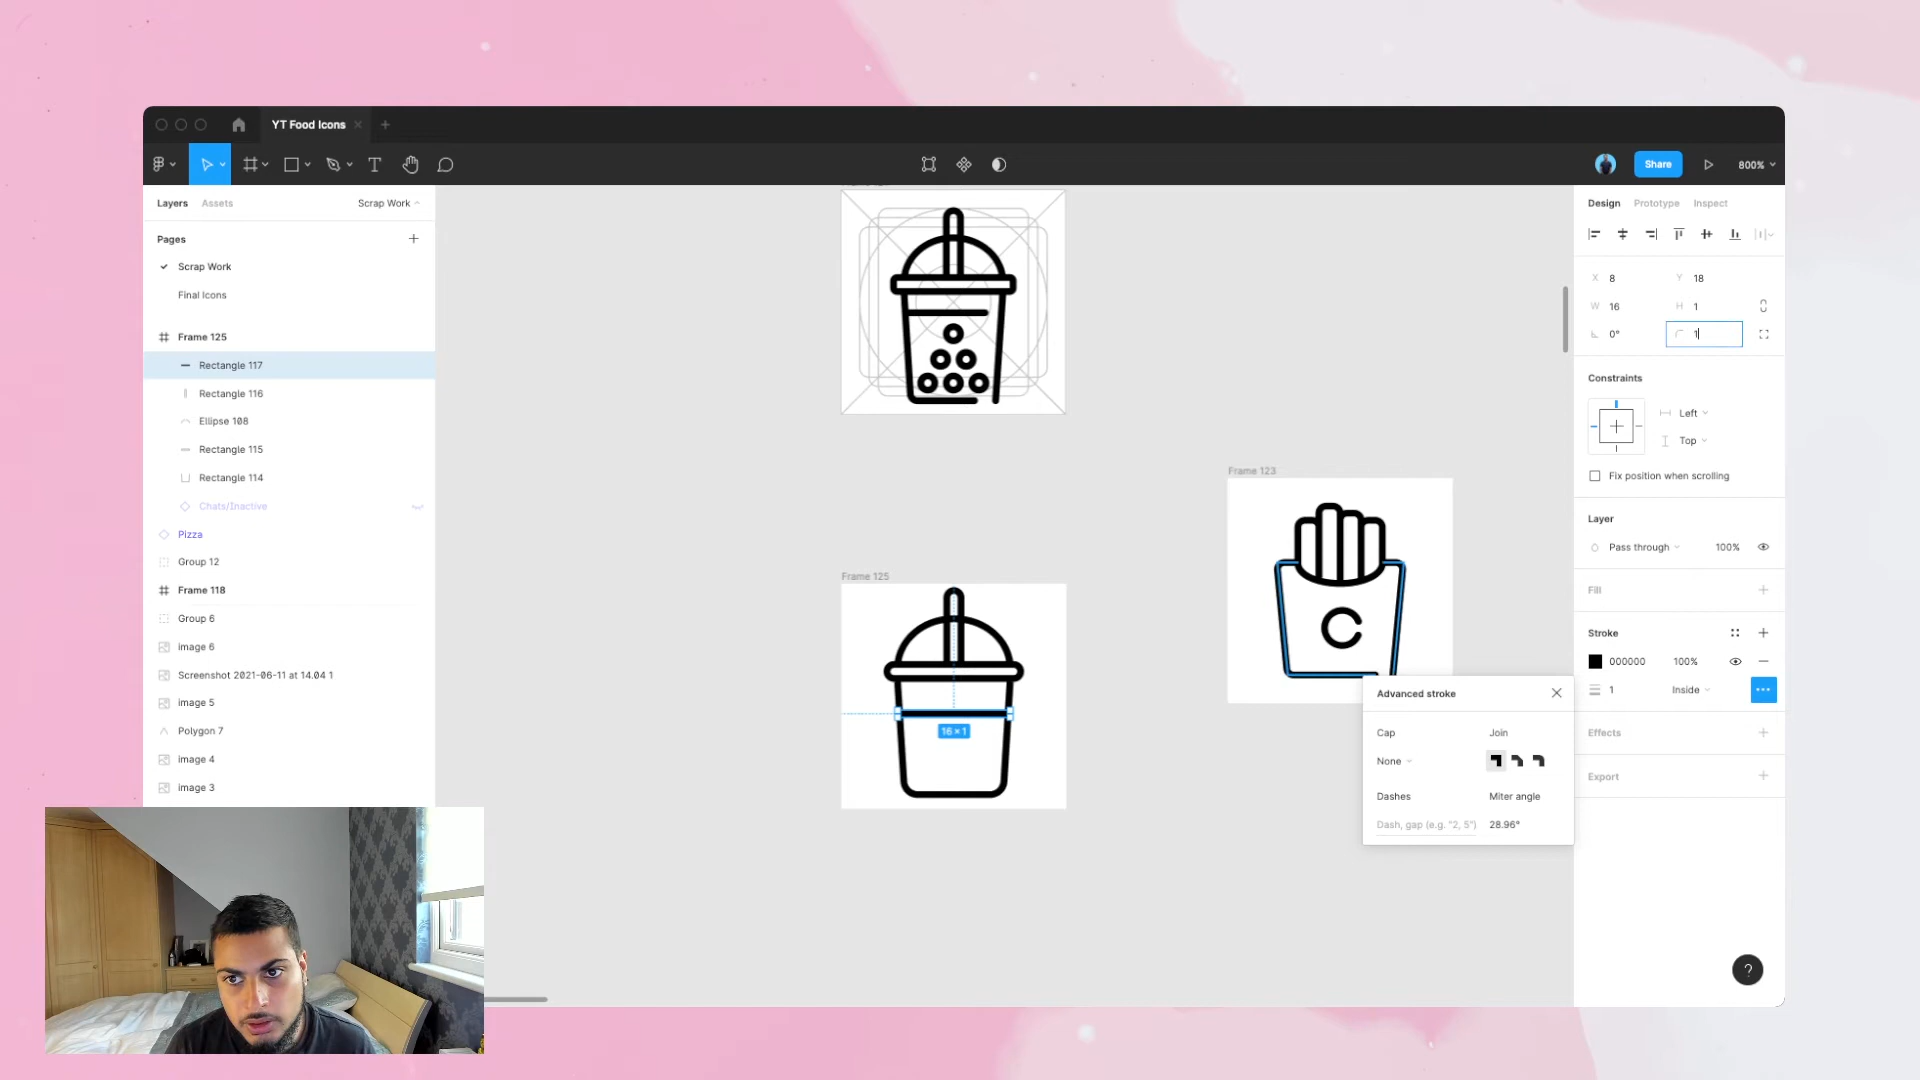 YT Food Icons
Share
800%
Layers
Assets
Scrap Work
Pages
Scrap Work
Final Icons
Frame 125
Rectangle 117
Rectangle 116
Ellipse 108
Rectangle 115
Rectangle 114
Chats/Inactive
Pizza
Group 12
Frame 118
Group 6
image 6
Screenshot 2021-06-11 at 14.04 1
image 5
Polygon 7
image 4
image 3
Frame 125
16 × 1
Frame 123
C
Advanced stroke
Cap
Join
None
Dashes
Miter angle
Dash, gap (e.g. "2, 5")
28.96°
Design
Prototype
Inspect
X 8
Y 18
W 16
H 1
0°
1
Constraints
Left
Top
Fix position when scrolling
Layer
Pass through
100%
Fill
Stroke
000000
100%
1
Inside
Effects
Export
?